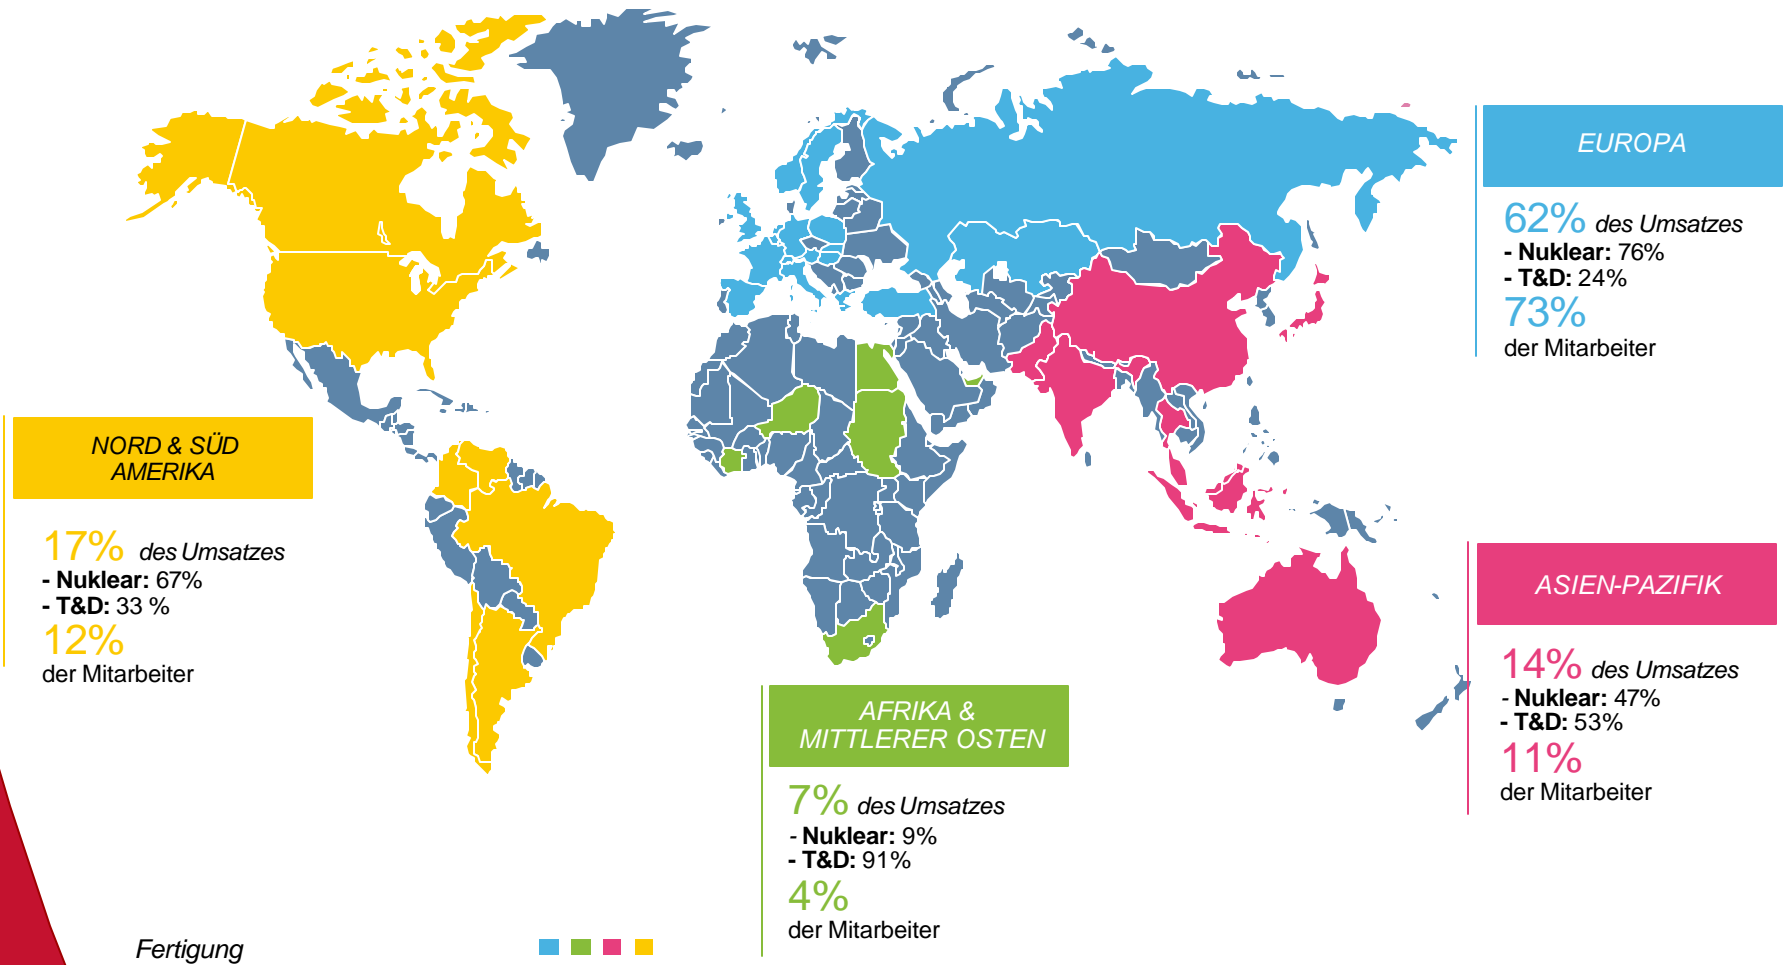 EUROPA
62% des Umsatzes
- Nuklear: 76%
- T&D: 24%
73%
der Mitarbeiter
NORD & SÜD
AMERIKA
17% des Umsatzes
- Nuklear: 67%
- T&D: 33 %
12%
der Mitarbeiter
ASIEN-PAZIFIK
14% des Umsatzes
- Nuklear: 47%
- T&D: 53%
11%
der Mitarbeiter
AFRIKA &
MITTLERER OSTEN
7% des Umsatzes
- Nuklear: 9%
- T&D: 91%
4%
der Mitarbeiter
Fertigung